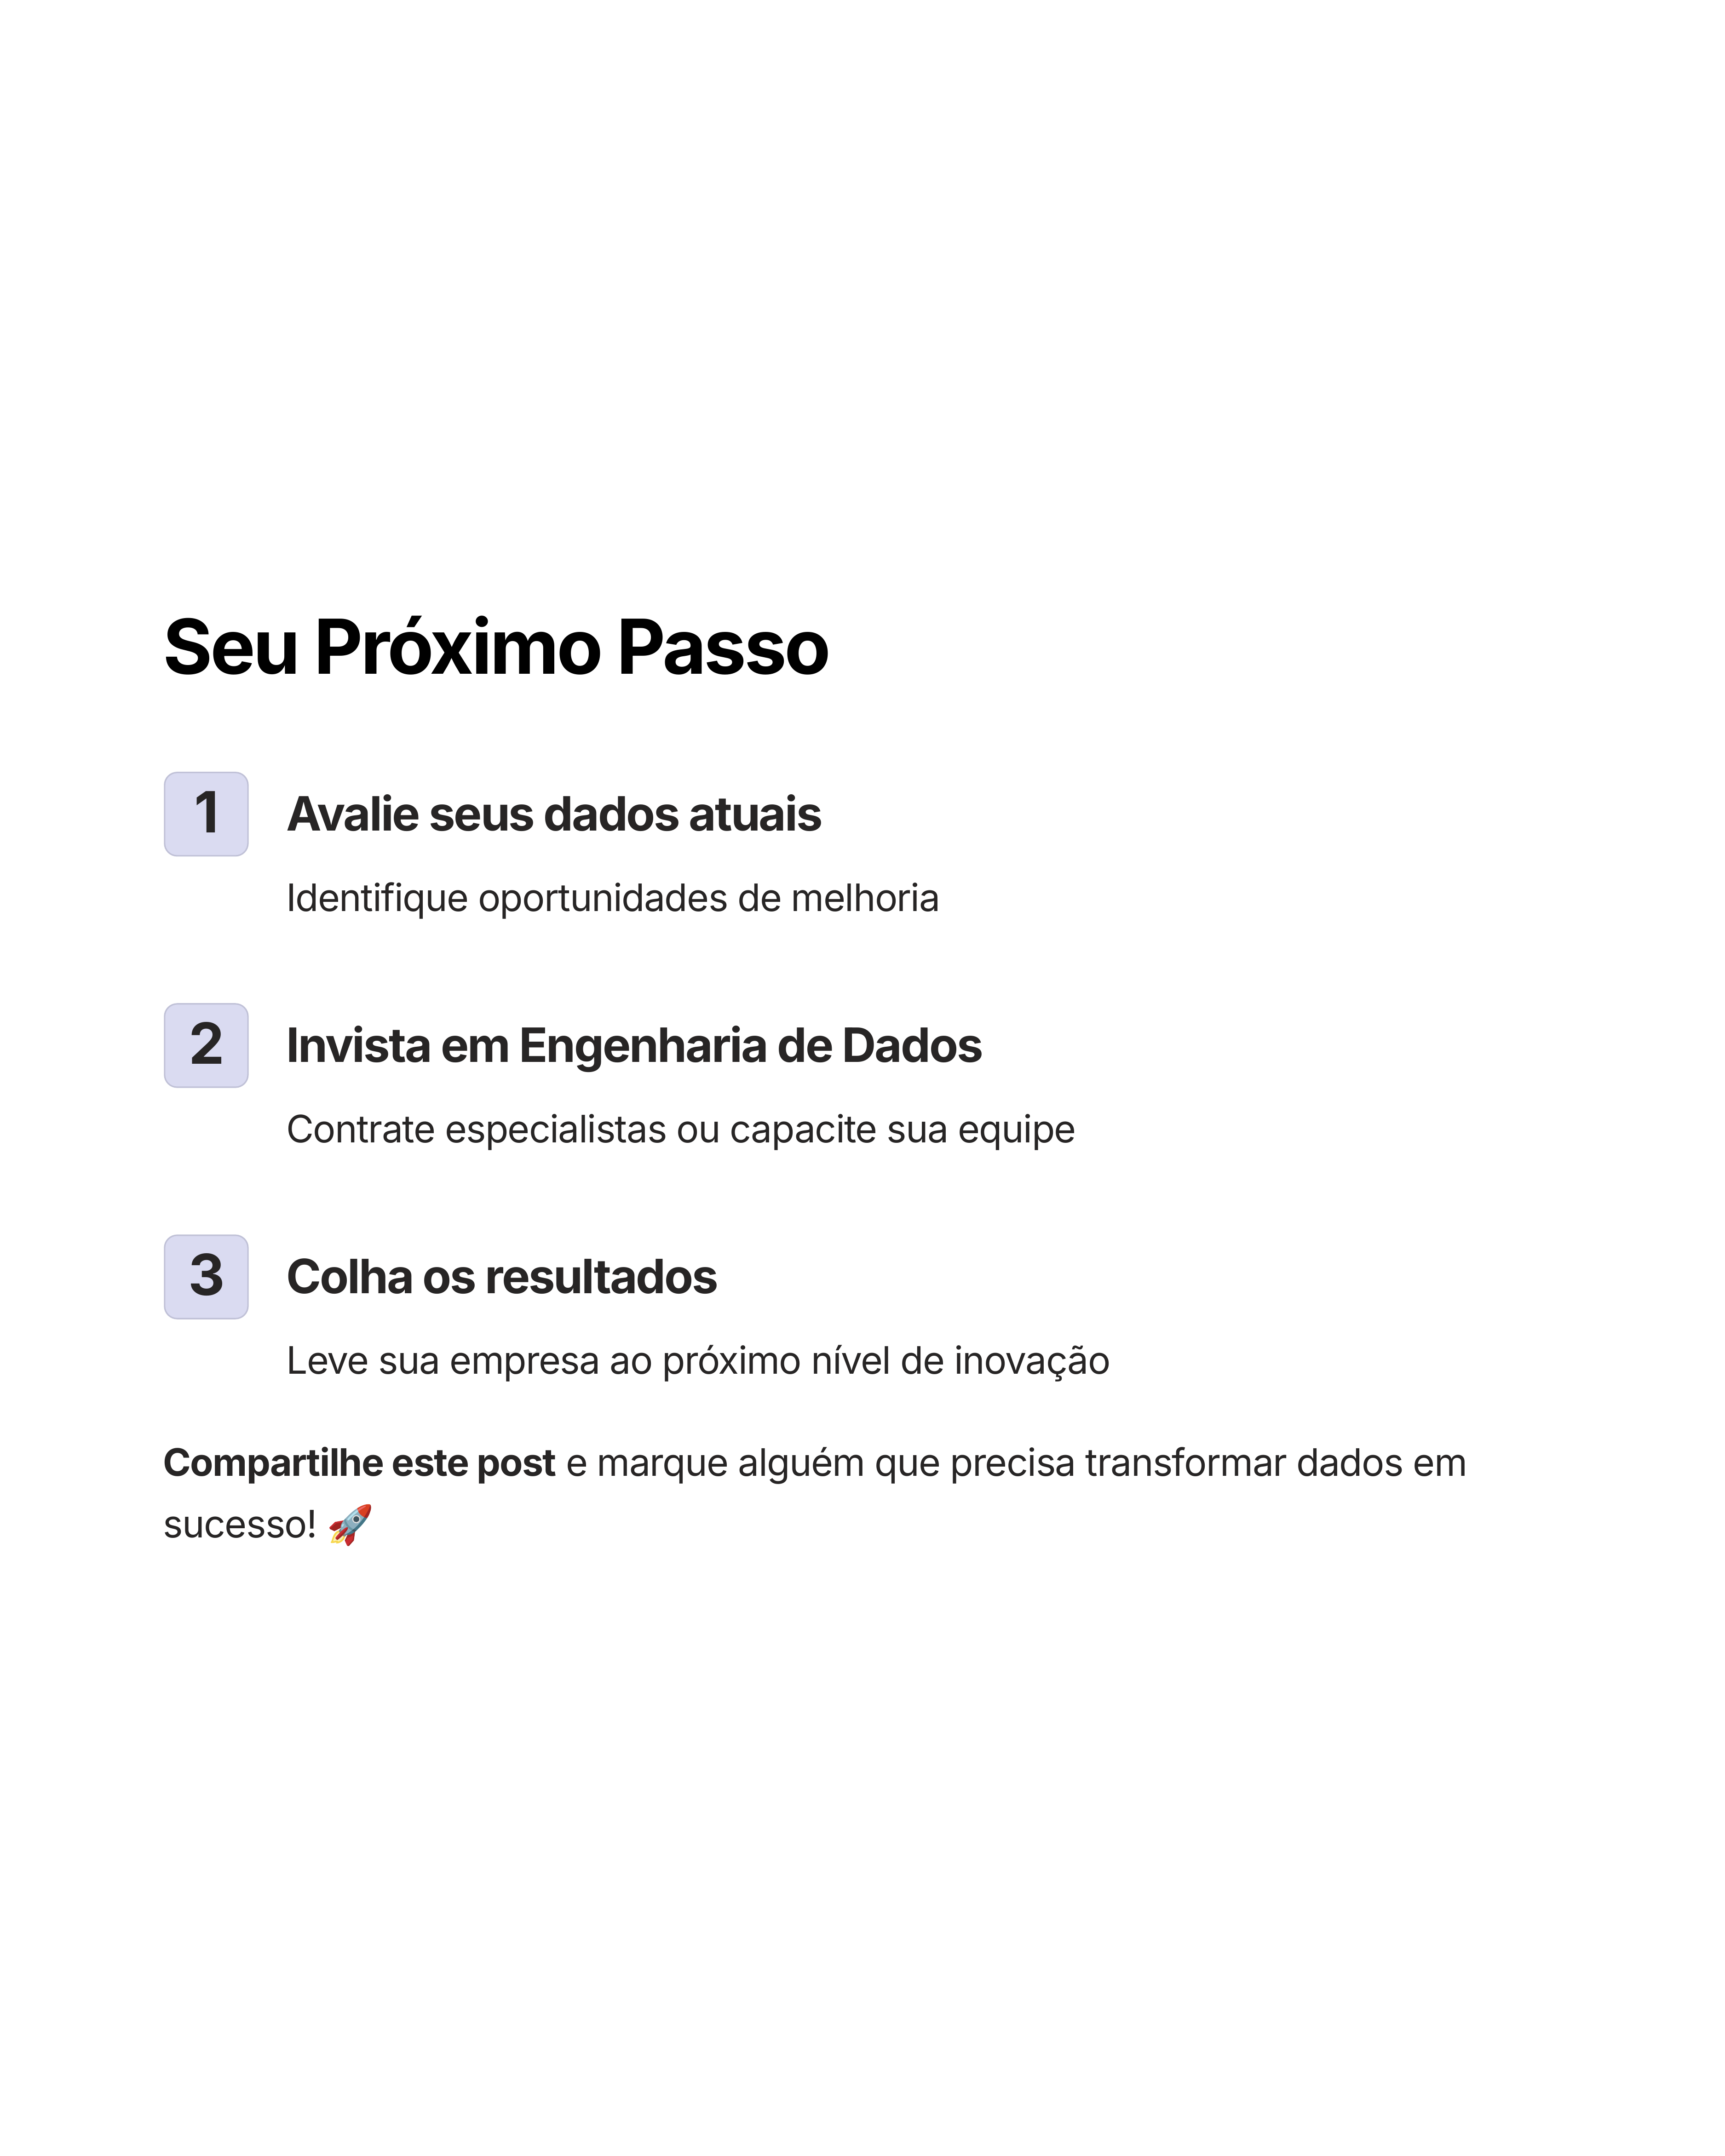 Seu Próximo Passo
1
Avalie seus dados atuais
Identifique oportunidades de melhoria
2
Invista em Engenharia de Dados
Contrate especialistas ou capacite sua equipe
3
Colha os resultados
Leve sua empresa ao próximo nível de inovação
Compartilhe este post e marque alguém que precisa transformar dados em
sucesso! 🚀